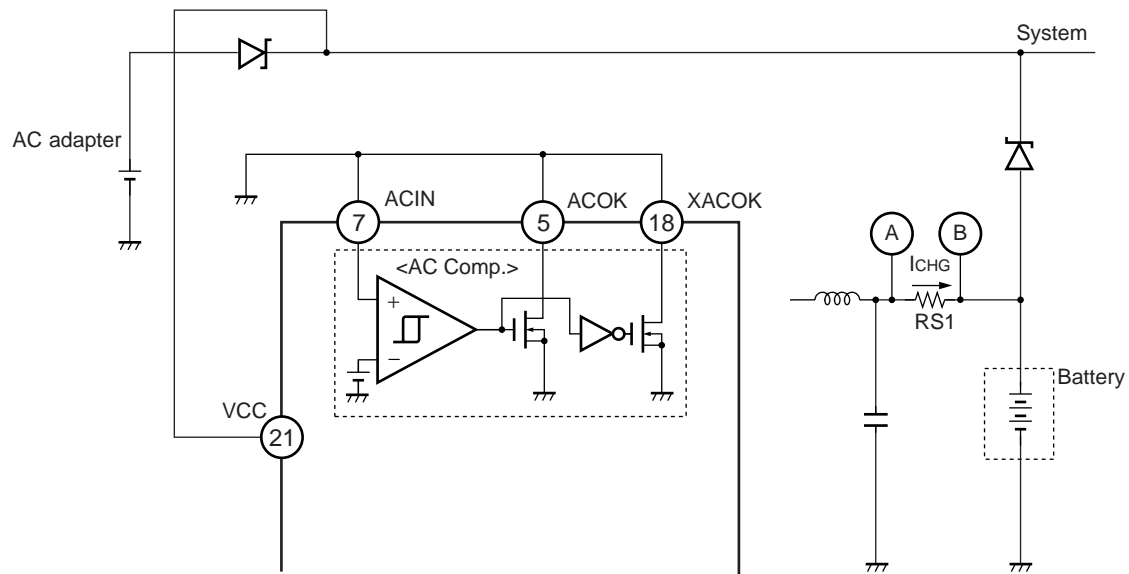 System
AC adapter
ACIN
ACOK
XACOK
7
5
18
A
B
<AC Comp.>
ICHG
+
−
RS1
VCC
21
Battery